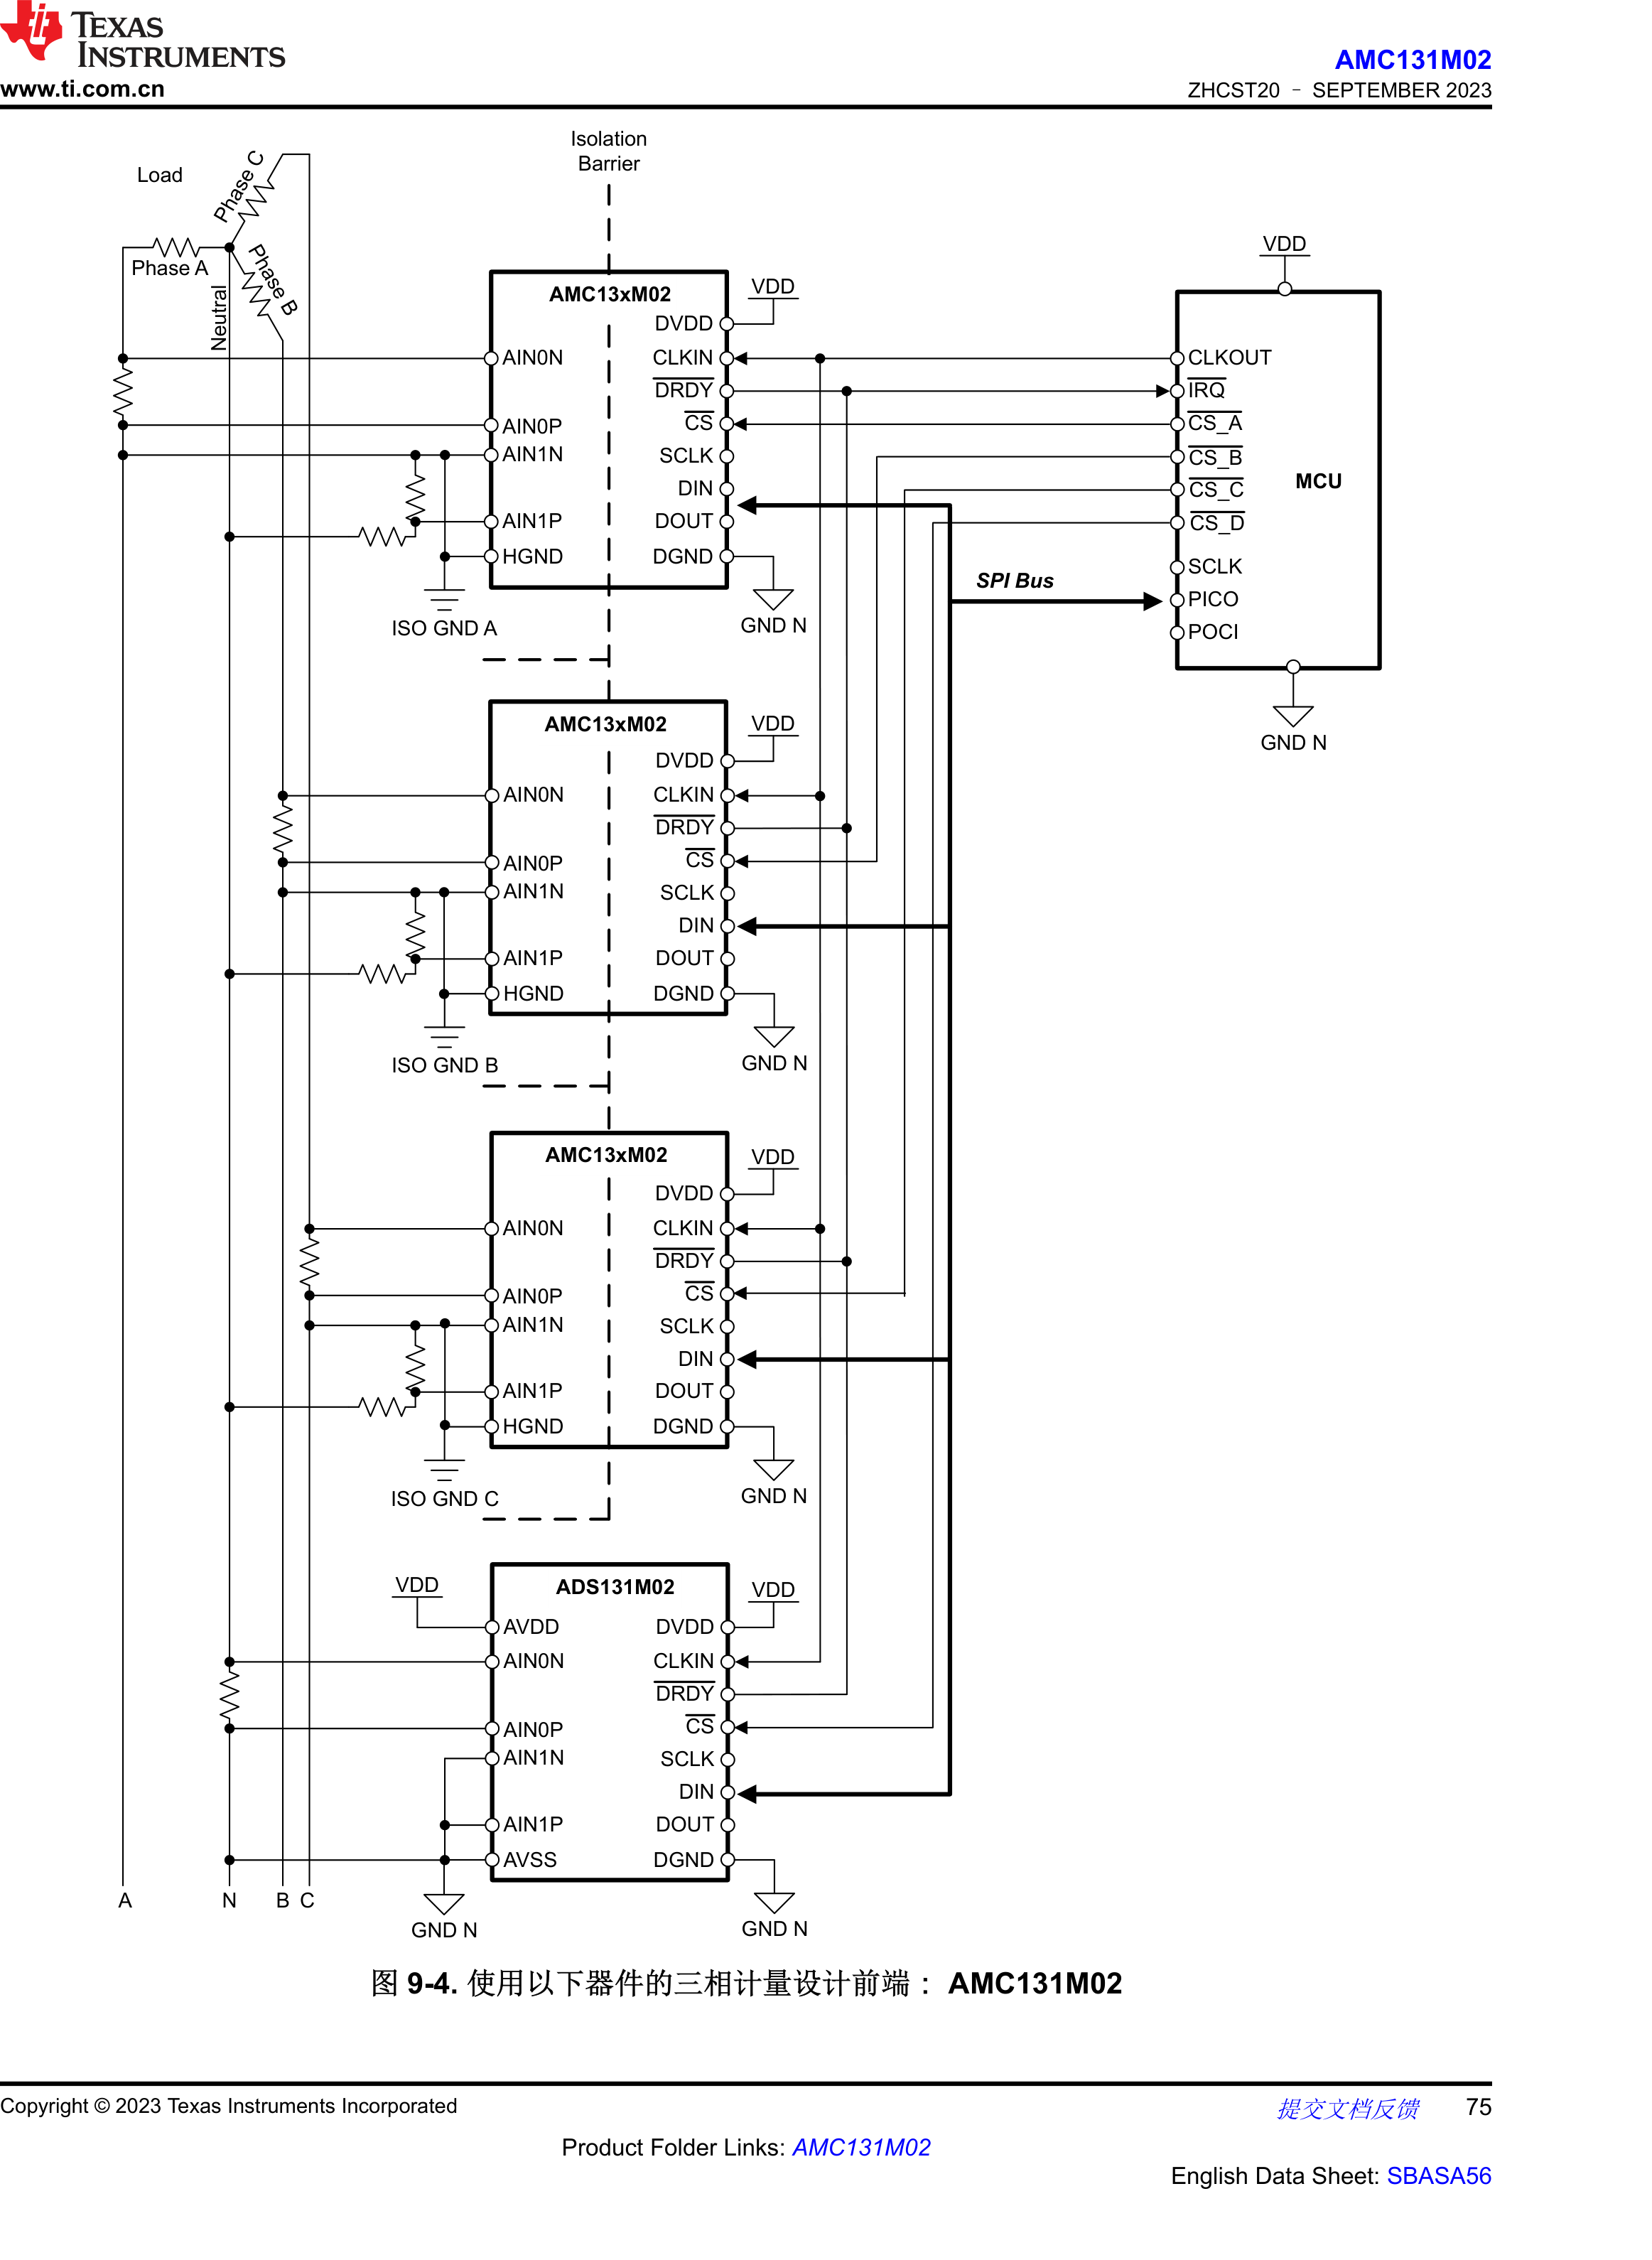 TEXAS
INSTRUMENTS
www.ti.com.cn
AMC131M02
ZHCST20 – SEPTEMBER 2023
Isolation
Barrier
Load
Phase C
Phase A
Phase B
Neutral
AMC13xM02
VDD
DVDD
AIN0N
CLKIN
DRDY
AIN0P
CS
AIN1N
SCLK
DIN
AIN1P
DOUT
HGND
DGND
ISO GND A
GND N
VDD
CLKOUT
IRQ
CS_A
CS_B
CS_C
CS_D
MCU
SCLK
PICO
POCI
SPI Bus
GND N
AMC13xM02
VDD
DVDD
AIN0N
CLKIN
DRDY
AIN0P
CS
AIN1N
SCLK
DIN
AIN1P
DOUT
HGND
DGND
ISO GND B
GND N
AMC13xM02
VDD
DVDD
AIN0N
CLKIN
DRDY
AIN0P
CS
AIN1N
SCLK
DIN
AIN1P
DOUT
HGND
DGND
ISO GND C
GND N
ADS131M02
VDD
VDD
AVDD
DVDD
AIN0N
CLKIN
DRDY
AIN0P
CS
AIN1N
SCLK
DIN
AIN1P
DOUT
AVSS
DGND
A
N
B
C
GND N
GND N
图 9-4. 使用以下器件的三相计量设计前端：AMC131M02
Copyright © 2023 Texas Instruments Incorporated
提交文档反馈
75
Product Folder Links: AMC131M02
English Data Sheet: SBASA56